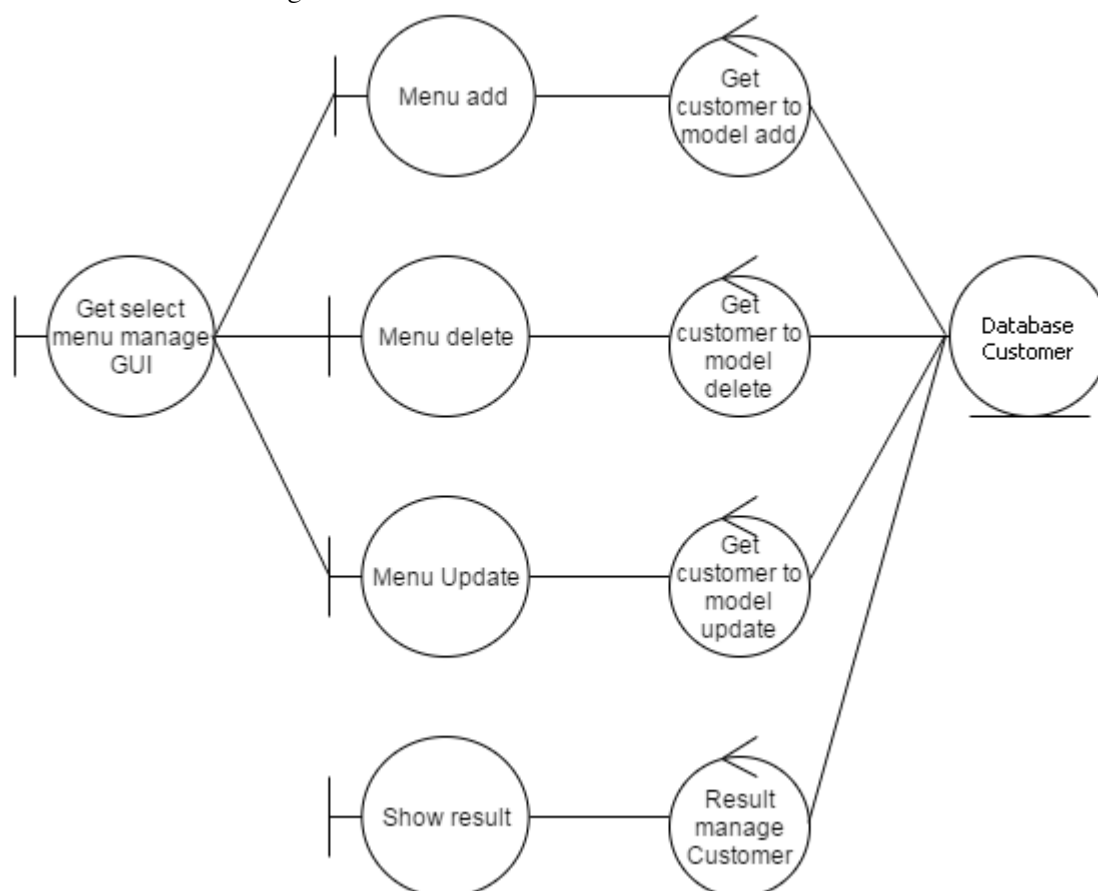 Menu add
Get
customer to
model add
Get select
menu manage
GUI
Menu delete
Get
customer to
model
delete
Database
Customer
Menu Update
Get
customer to
model
update
Show result
Result
manage
Customer